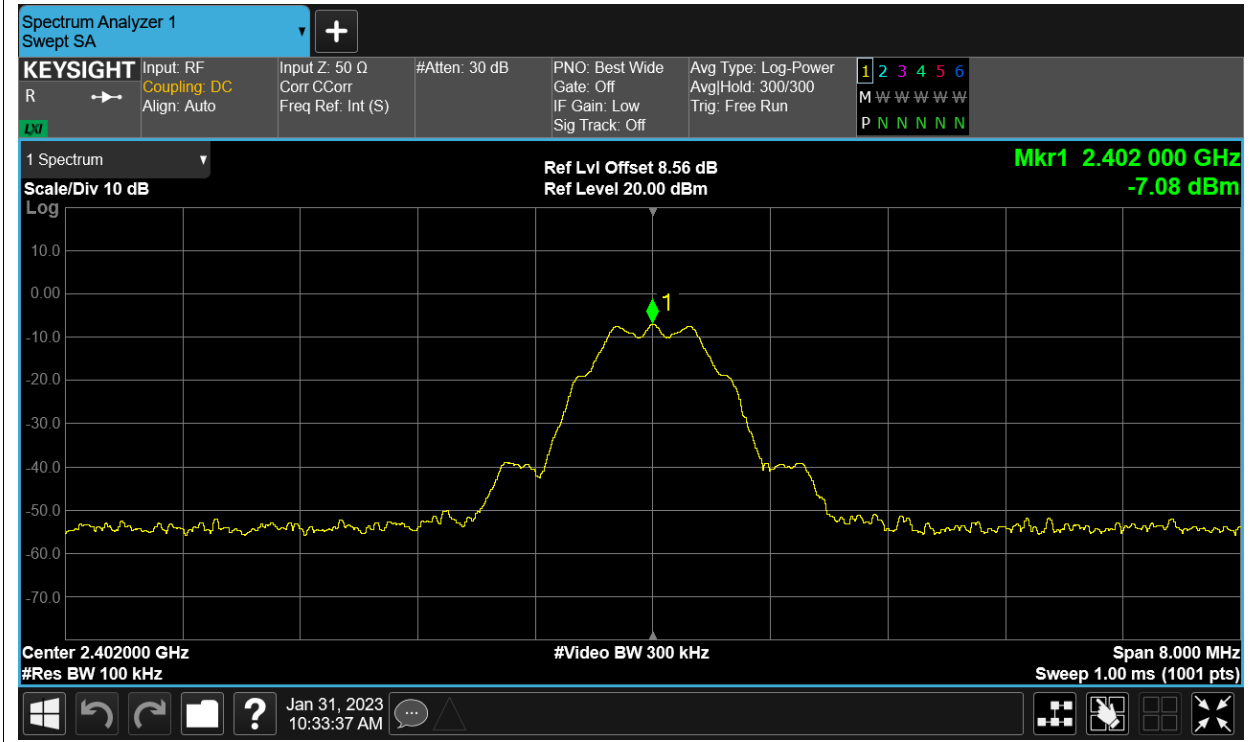 Spectrum Analyzer 1
Swept SA
KEYSIGHT
R
LXI
Input: RF
Coupling: DC
Align: Auto
Input Z: 50 Ω
Corr CCorr
Freq Ref: Int (S)
#Atten: 30 dB
PNO: Best Wide
Gate: Off
IF Gain: Low
Sig Track: Off
Avg Type: Log-Power
Avg|Hold: 300/300
Trig: Free Run
1 2 3 4 5 6
M W W W W W
P N N N N N
1 Spectrum
Scale/Div 10 dB
Log
Ref Lvl Offset 8.56 dB
Ref Level 20.00 dBm
Mkr1 2.402 000 GHz
-7.08 dBm
10.0
0.00
1
-10.0
-20.0
-30.0
-40.0
-50.0
-60.0
-70.0
Center 2.402000 GHz
#Video BW 300 kHz
Span 8.000 MHz
#Res BW 100 kHz
Sweep 1.00 ms (1001 pts)
?
Jan 31, 2023
10:33:37 AM